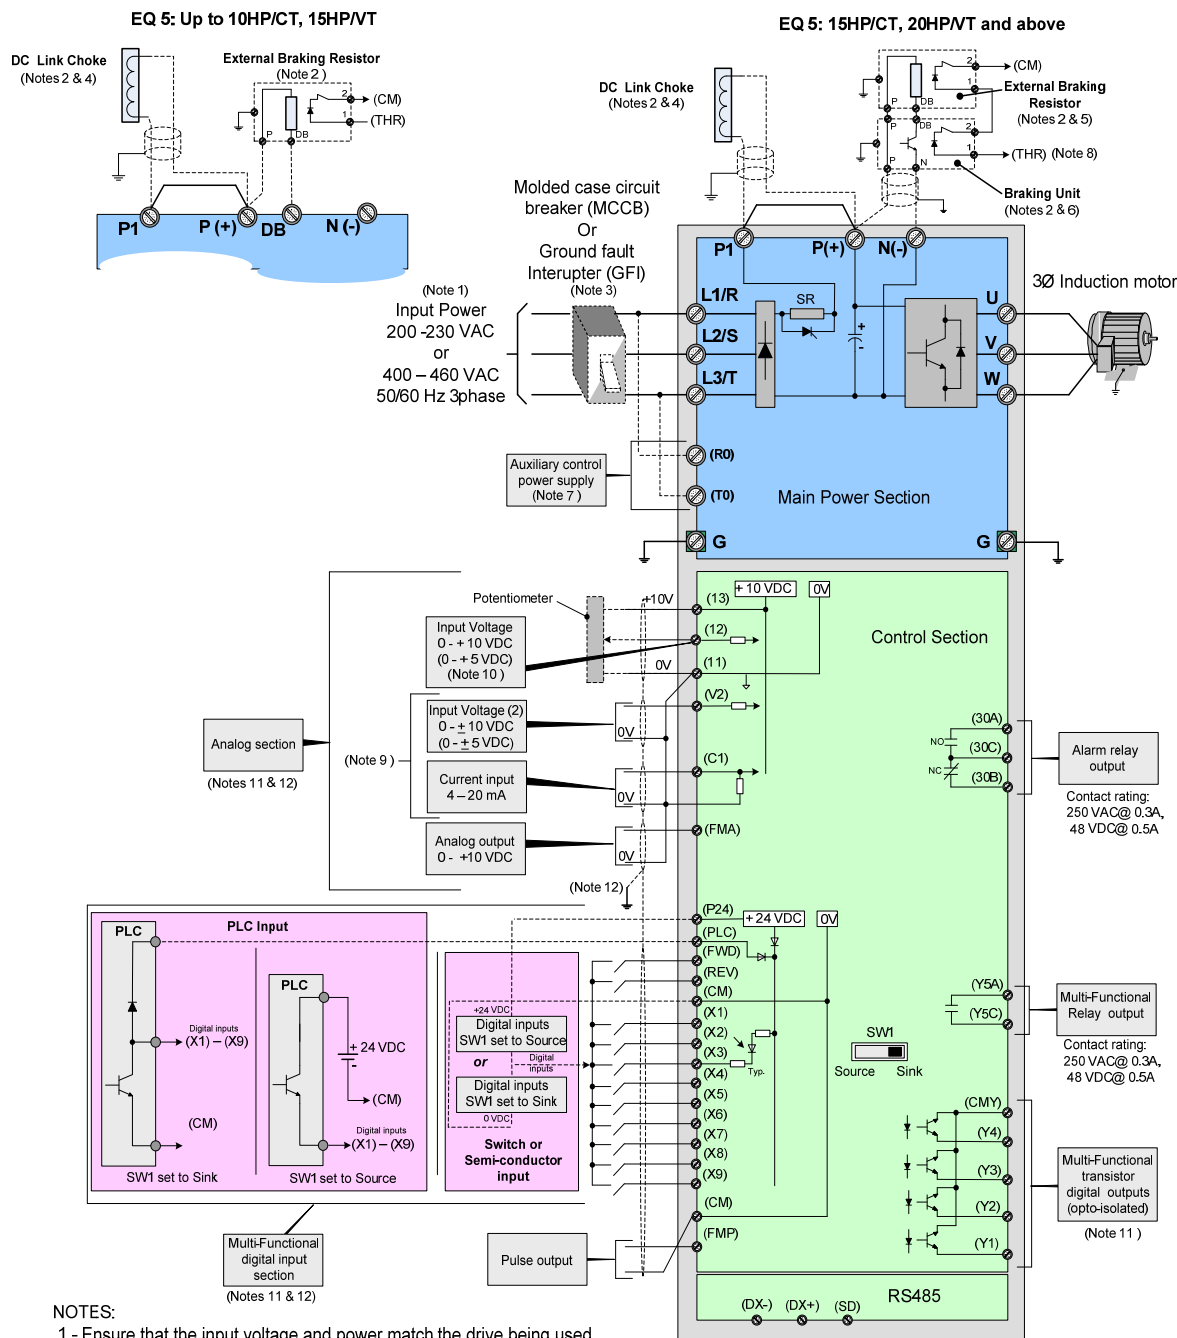 EQ 5: Up to 10HP/CT, 15HP/VT
DC Link Choke
(Notes 2 & 4)
External Braking Resistor
(Note 2 )
2
(CM)
1
(THR)
P
DB
P1
P (+)
DB
N (-)
EQ 5: 15HP/CT, 20HP/VT and above
DC Link Choke
(Notes 2 & 4)
2
(CM)
1
External Braking
Resistor
(Notes 2 & 5)
P
DB
P
DB
2
1
(THR) (Note 8)
P
N
Braking Unit
(Notes 2 & 6)
Molded case circuit
breaker (MCCB)
Or
Ground fault
Interupter (GFI)
(Note 3)
(Note 1)
Input Power
200 -230 VAC
or
400 – 460 VAC
50/60 Hz 3phase
P1
P(+)
N(-)
L1/R
L2/S
L3/T
SR
+
-
U
V
W
3Ø Induction motor
Auxiliary control
power supply
(Note 7 )
(R0)
(T0)
Main Power Section
G
G
Potentiometer
+10V
(13)
+ 10 VDC
0V
Input Voltage
0 - + 10 VDC
(0 - + 5 VDC)
(Note 10 )
(12)
Control Section
0V
(11)
Input Voltage (2)
0 - ± 10 VDC
(0 - ± 5 VDC)
0V
(V2)
Analog section
(Notes 11 & 12)
(Note 9 )
Current input
4 – 20 mA
0V
(C1)
Analog output
0 - +10 VDC
0V
(FMA)
(Note 12)
NO
NC
(30A)
(30C)
(30B)
Alarm relay
output
Contact rating:
250 VAC@ 0.3A,
48 VDC@ 0.5A
PLC Input
PLC
Digital inputs
(X1) – (X9)
(CM)
SW1 set to Sink
PLC
+ 24 VDC
-
(CM)
Digital inputs
(X1) – (X9)
SW1 set to Source
+24 VDC
Digital inputs
SW1 set to Source
or
Digital
inputs
Digital inputs
SW1 set to Sink
0 VDC
Switch or
Semi-conductor
input
(P24)
+ 24 VDC
0V
(PLC)
(FWD)
(REV)
(CM)
(X1)
(X2)
(X3)
Typ.
(X4)
(X5)
(X6)
(X7)
(X8)
(X9)
(CM)
(FMP)
SW1
Source
Sink
(Y5A)
(Y5C)
Multi-Functional
Relay output
Contact rating:
250 VAC@ 0.3A,
48 VDC@ 0.5A
(CMY)
(Y4)
(Y3)
(Y2)
(Y1)
Multi-Functional
transistor
digital outputs
(opto-isolated)
(Note 11 )
Multi-Functional
digital input
section
(Notes 11 & 12)
Pulse output
RS485
(DX-)
(DX+)
(SD)
NOTES:
1 - Ensure that the input voltage and power match the drive being used